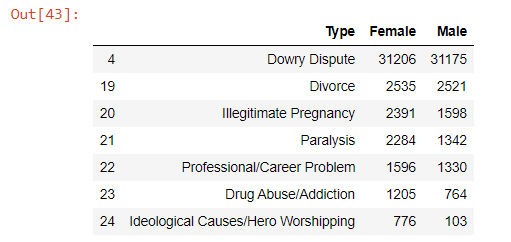 Out[43]:
Type Female Male
4 Dowry Dispute 31206 31175
19 Divorce 2535 2521
20 Illegitimate Pregnancy 2391 1598
21 Paralysis 2284 1342
22 Professional/Career Problem 1596 1330
23 Drug Abuse/Addiction 1205 764
24 Ideological Causes/Hero Worshipping 776 103